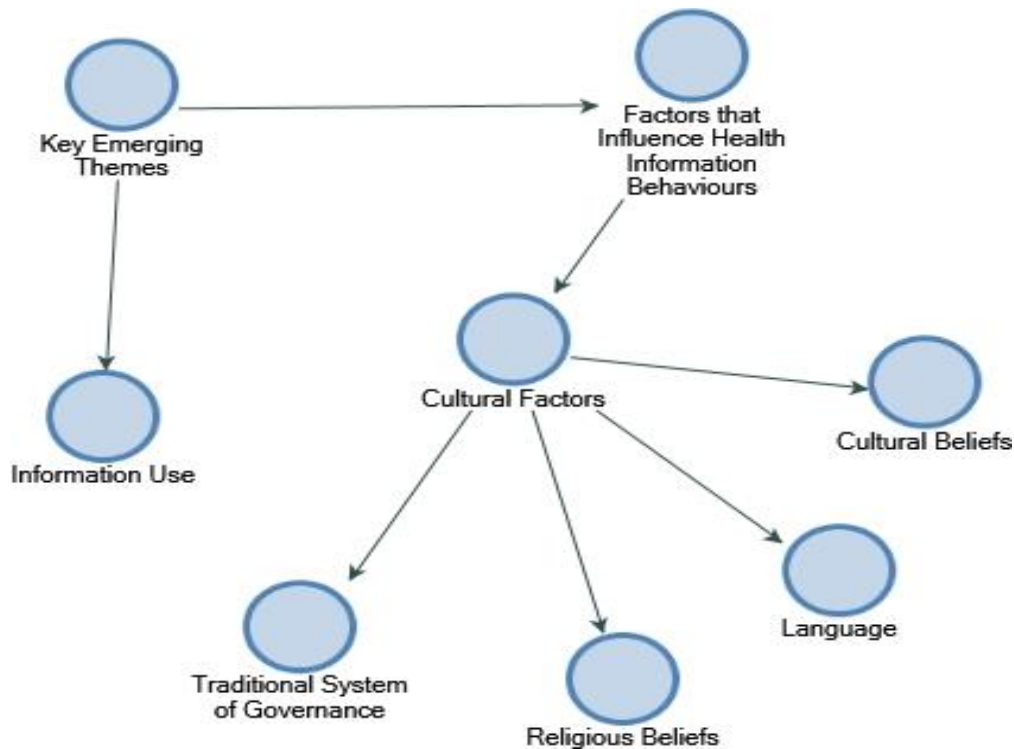 Key Emerging
Themes
Factors that
Influence Health
Information
Behaviours
Cultural Factors
Cultural Beliefs
Information Use
Language
Traditional System
of Governance
Religious Beliefs